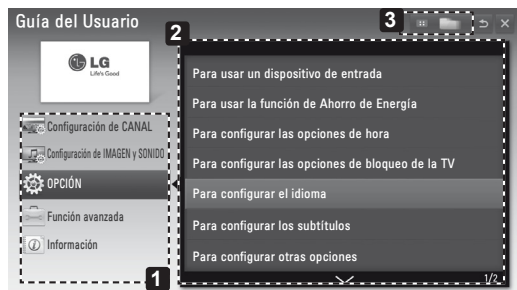 Guía del Usuario
3
2
LG
Life's Good
Para usar un dispositivo de entrada
Para usar la función de Ahorro de Energía
Para configurar las opciones de hora
Para configurar las opciones de bloqueo de la TV
Para configurar el idioma
Para configurar los subtítulos
Para configurar otras opciones
1/2
Configuración de CANAL
Configuración de IMAGEN y SONIDO
OPCIÓN
Función avanzada
Información
1